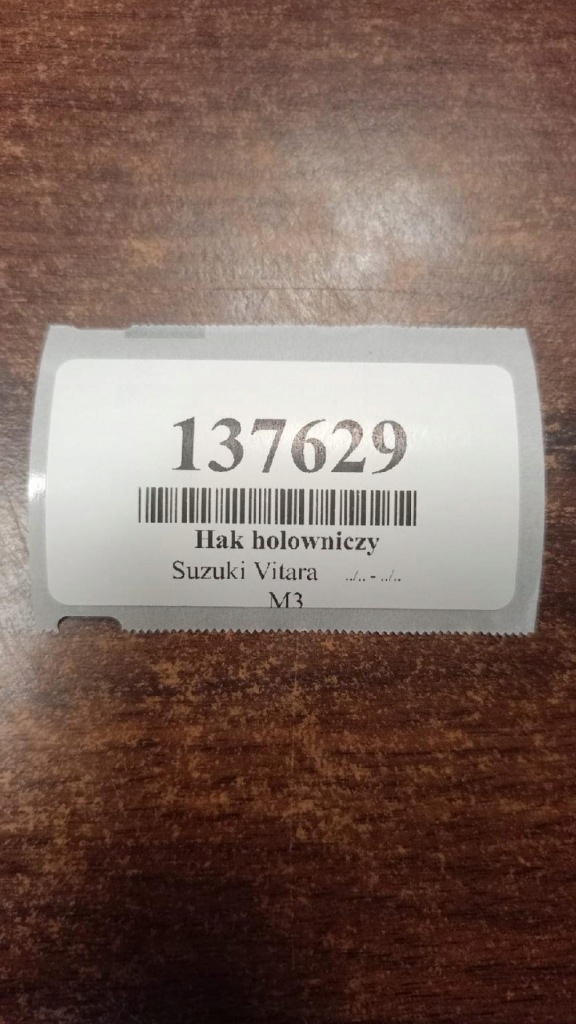 137629
Hak holowniczy
Suzuki Vitara ../.. - ../..
M3